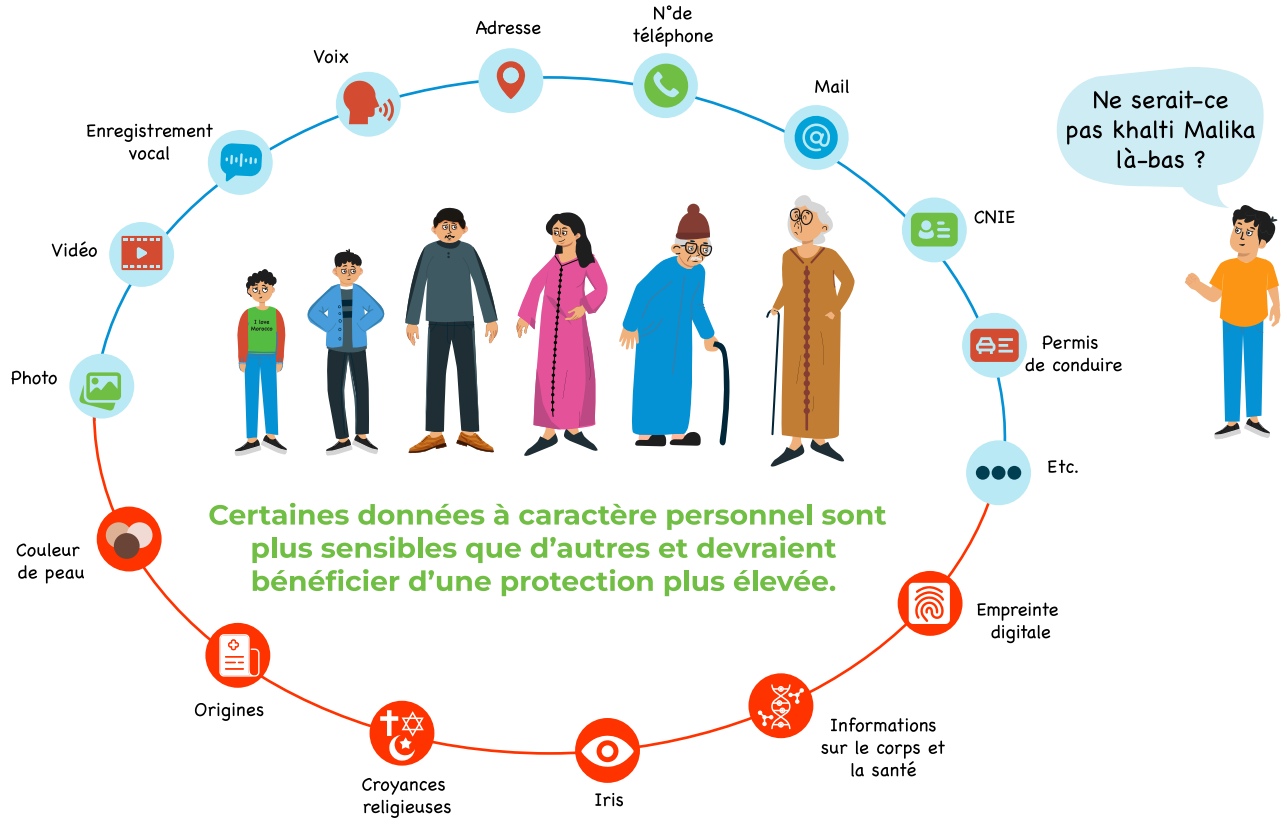 N°de
téléphone
Adresse
Voix
Mail
Enregistrement
vocal
Ne serait-ce
pas khalti Malika
là-bas ?
Vidéo
CNIE
I love
Morocco
Photo
Permis
de conduire
Etc.
Certaines données à caractère personnel sont
plus sensibles que d'autres et devraient
bénéficier d'une protection plus élevée.
Couleur
de peau
Empreinte
digitale
Origines
Informations
sur le corps et
la santé
Croyances
religieuses
Iris